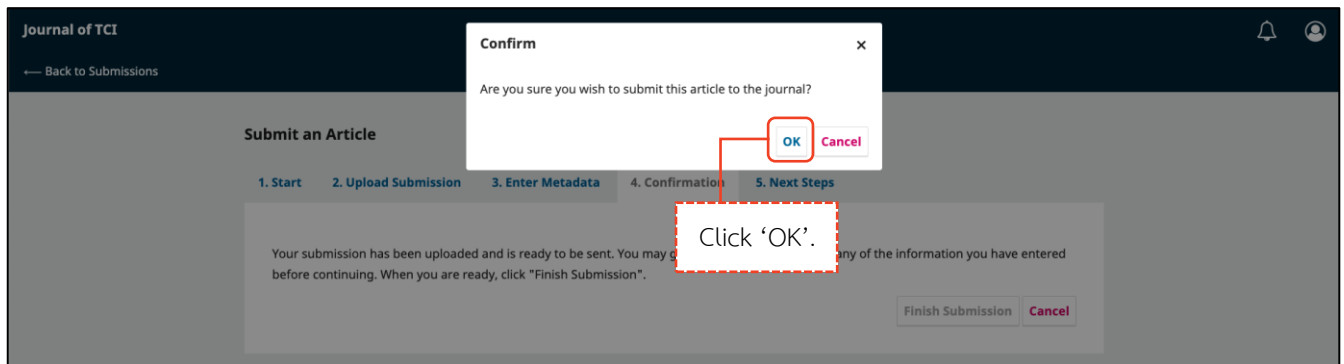 Journal of TCI
← Back to Submissions
Confirm
×
Are you sure you wish to submit this article to the journal?
OK Cancel
Submit an Article
1. Start 2. Upload Submission 3. Enter Metadata 4. Confirmation 5. Next Steps
Click ‘OK’.
Your submission has been uploaded and is ready to be sent. You may any of the information you have entered
before continuing. When you are ready, click "Finish Submission".
Finish Submission Cancel